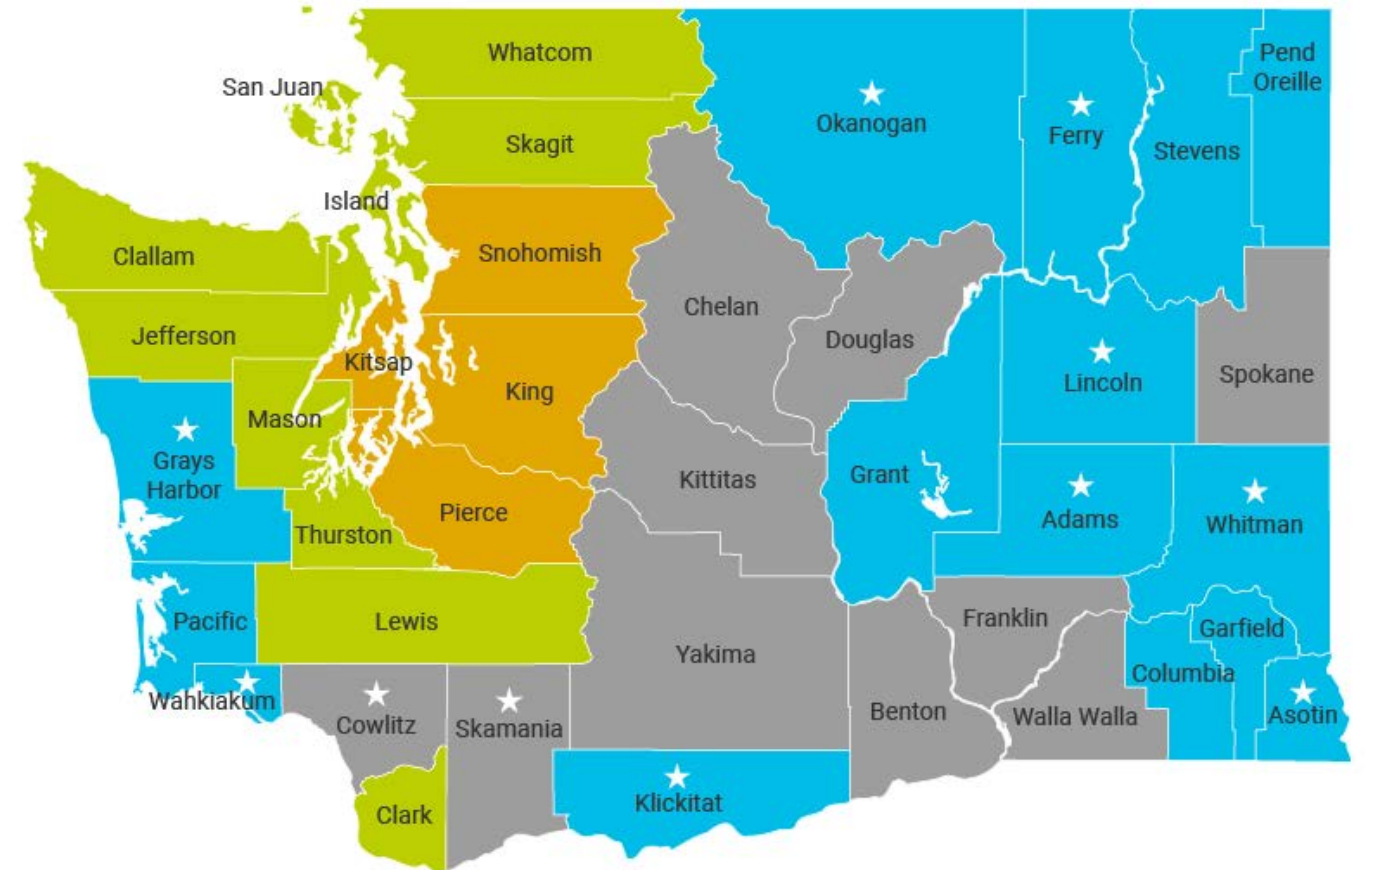 Whatcom
San Juan
Skagit
Island
Clallam
Snohomish
Jefferson
Kitsap
King
Mason
Grays
Harbor
Pierce
Thurston
Pacific
Lewis
Wahkiakum
Cowlitz
Skamania
Clark
Okanogan
Ferry
Stevens
Pend
Oreille
Chelan
Douglas
Lincoln
Spokane
Kittitas
Grant
Adams
Whitman
Yakima
Franklin
Garfield
Columbia
Benton
Walla Walla
Asotin
Klickitat